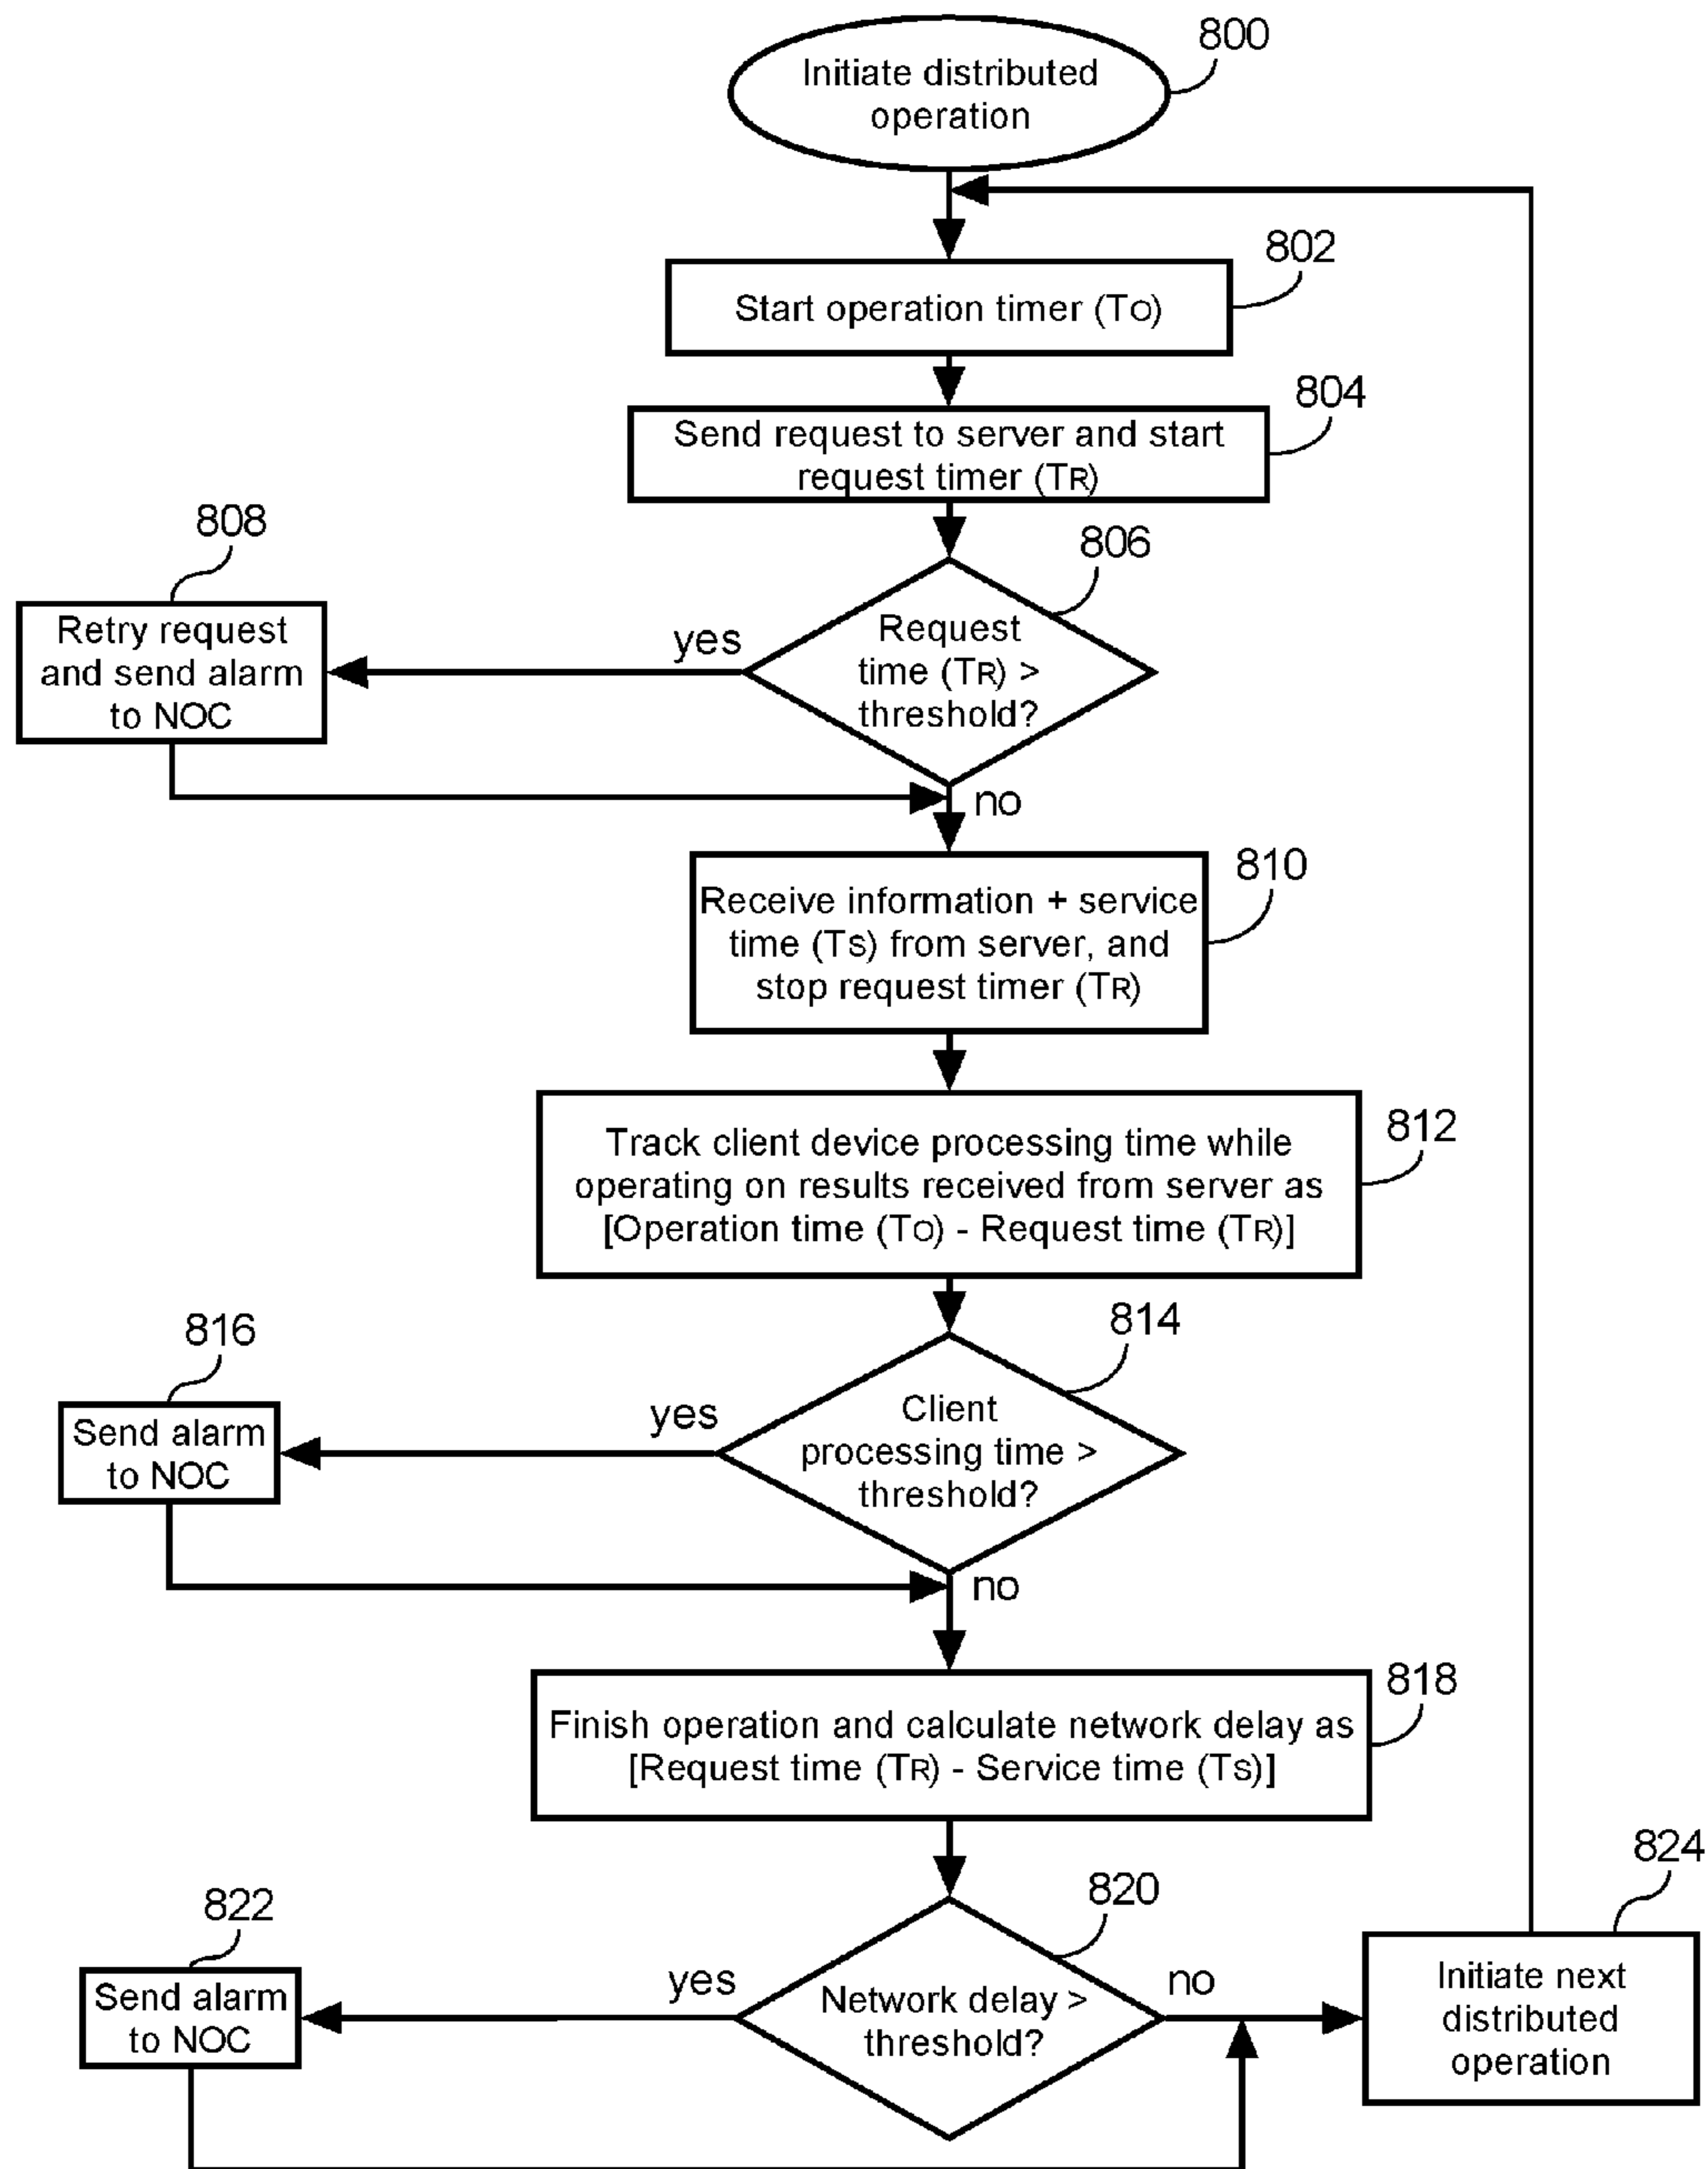 800
Initiate distributed
operation
802
Start operation timer (TO)
804
Send request to server and start
request timer (TR)
806
Request
time (TR) >
threshold?
yes
808
Retry request
and send alarm
to NOC
no
810
Receive information + service
time (TS) from server, and
stop request timer (TR)
812
Track client device processing time while
operating on results received from server as
[Operation time (TO) - Request time (TR)]
814
Client
processing time >
threshold?
yes
816
Send alarm
to NOC
no
818
Finish operation and calculate network delay as
[Request time (TR) - Service time (TS)]
820
Network delay >
threshold?
yes
822
Send alarm
to NOC
no
824
Initiate next
distributed
operation